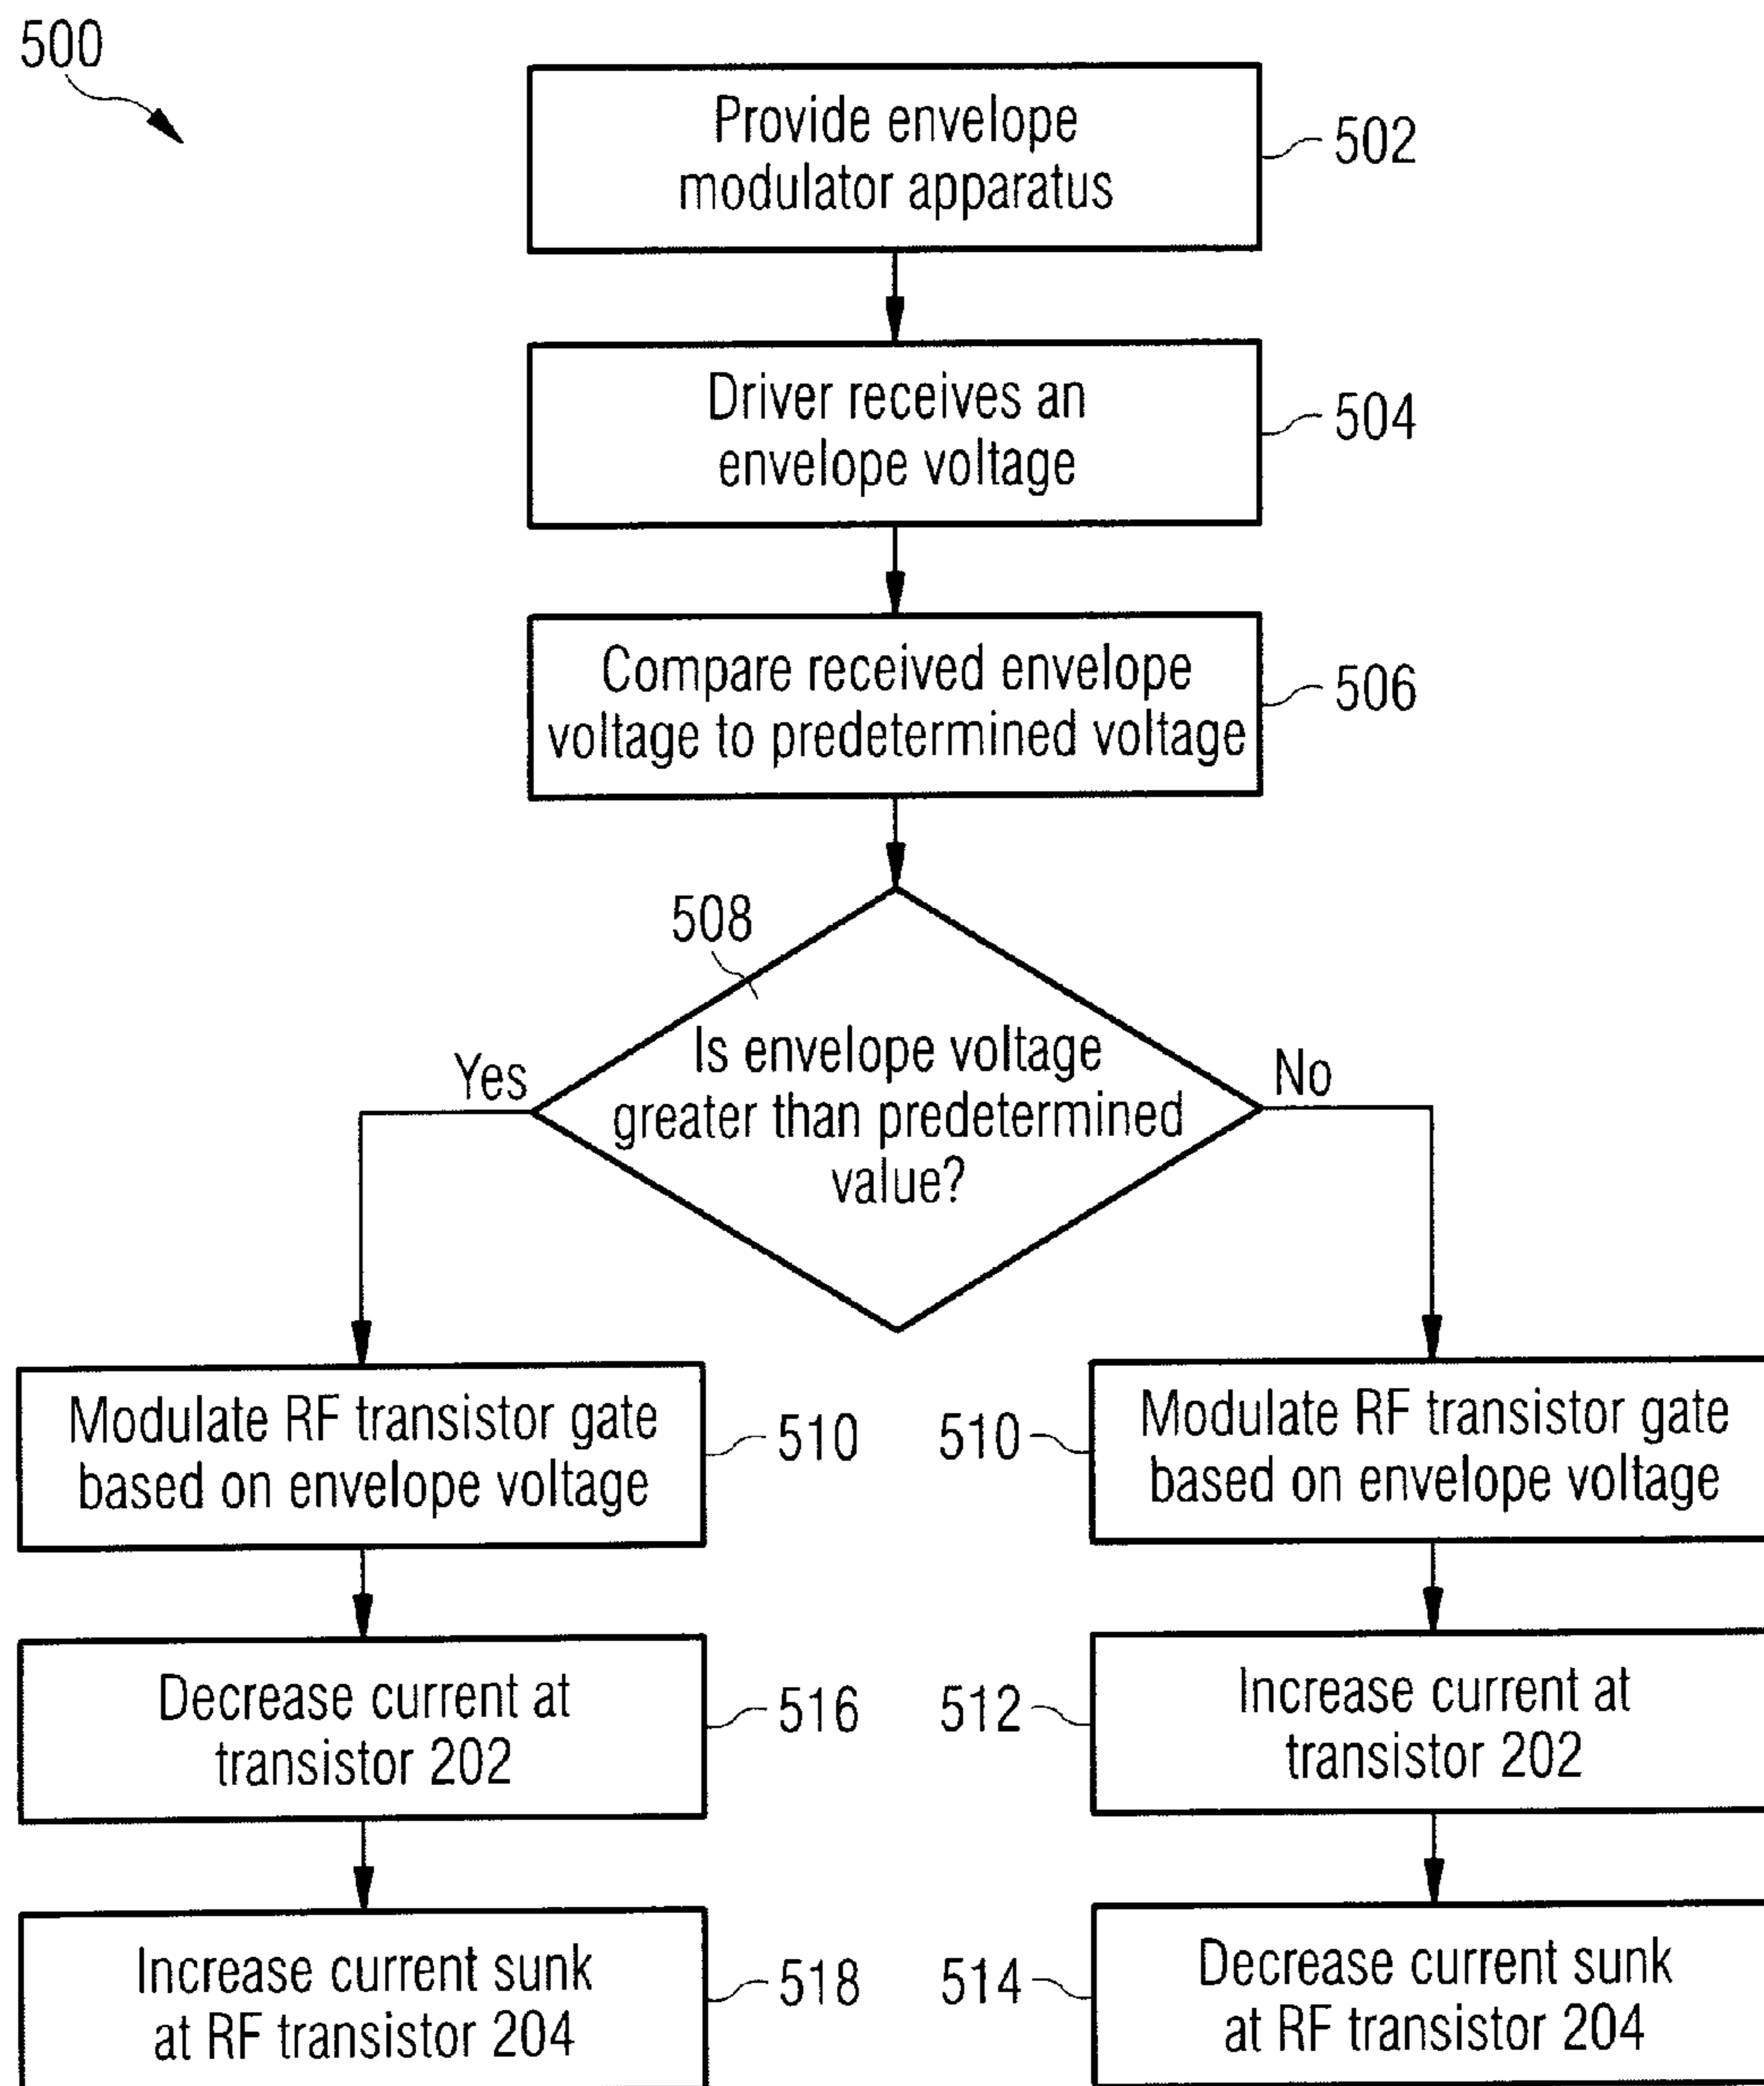 500
Provide envelope
modulator apparatus
502
Driver receives an
envelope voltage
504
Compare received envelope
voltage to predetermined voltage
506
508
Is envelope voltage
greater than predetermined
value?
Yes
No
Modulate RF transistor gate
based on envelope voltage
510
510
Modulate RF transistor gate
based on envelope voltage
Decrease current at
transistor 202
516
512
Increase current at
transistor 202
Increase current sunk
at RF transistor 204
518
514
Decrease current sunk
at RF transistor 204